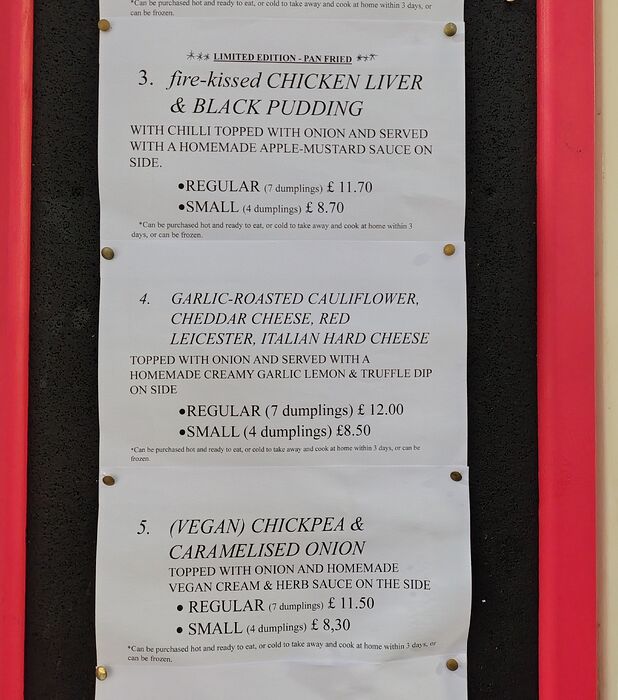 *Can be purchased hot and ready to eat, or cold to take away and cook at home within 3 days, or
can be frozen.
*** LIMITED EDITION - PAN FRIED ***
3. fire-kissed CHICKEN LIVER
& BLACK PUDDING
WITH CHILLI TOPPED WITH ONION AND SERVED
WITH A HOMEMADE APPLE-MUSTARD SAUCE ON
SIDE.
•REGULAR (7 dumplings) £ 11.70
•SMALL (4 dumplings) £ 8.70
*Can be purchased hot and ready to eat, or cold to take away and cook at home within 3
days, or can be frozen.
4. GARLIC-ROASTED CAULIFLOWER,
CHEDDAR CHEESE, RED
LEICESTER, ITALIAN HARD CHEESE
TOPPED WITH ONION AND SERVED WITH A
HOMEMADE CREAMY GARLIC LEMON & TRUFFLE DIP
ON SIDE
•REGULAR (7 dumplings) £ 12.00
•SMALL (4 dumplings) £8.50
*Can be purchased hot and ready to eat, or cold to take away and cook at home within 3 days, or can be
frozen.
5. (VEGAN) CHICKPEA &
CARAMELISED ONION
TOPPED WITH ONION AND HOMEMADE
VEGAN CREAM & HERB SAUCE ON THE SIDE
• REGULAR (7 dumplings) £ 11.50
• SMALL (4 dumplings) £ 8,30
*Can be purchased hot and ready to eat, or cold to take away and cook at home within 3 days, or
can be frozen.